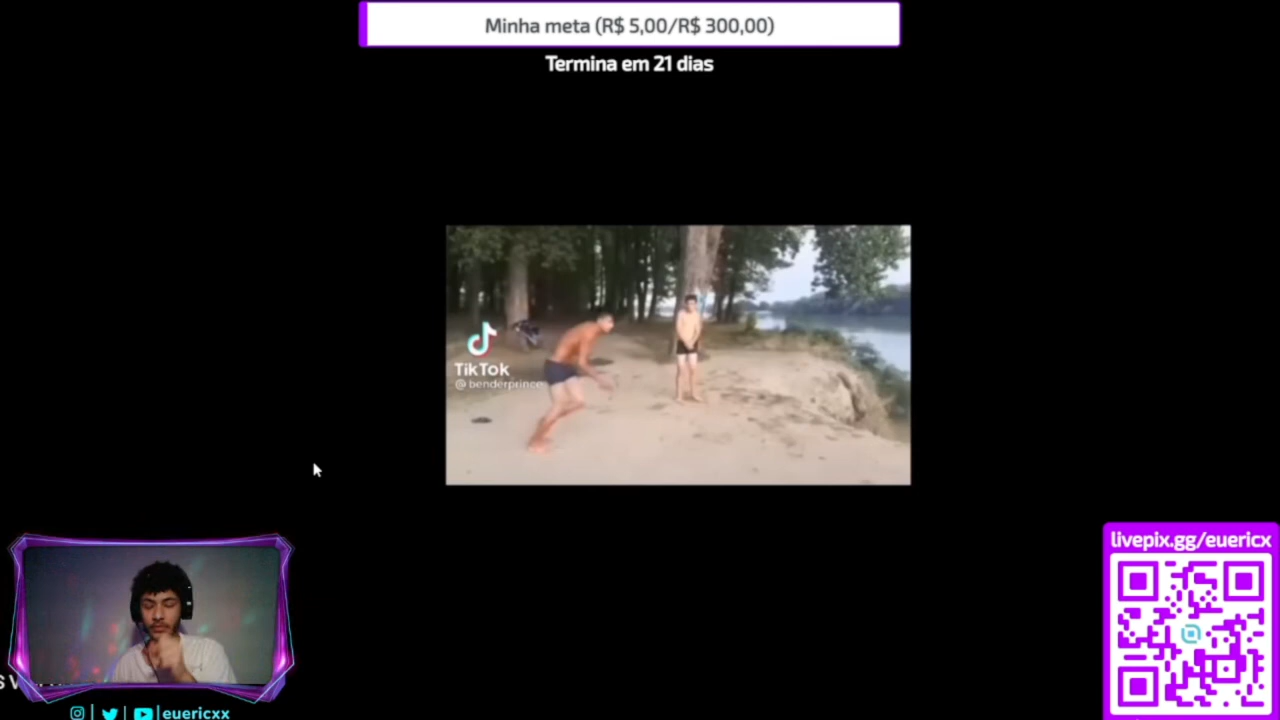 Minha meta (R$ 5,00/R$ 300,00)
Termina em 21 dias
TikTok
@benderprince
livepix.gg/euericx
euericxx